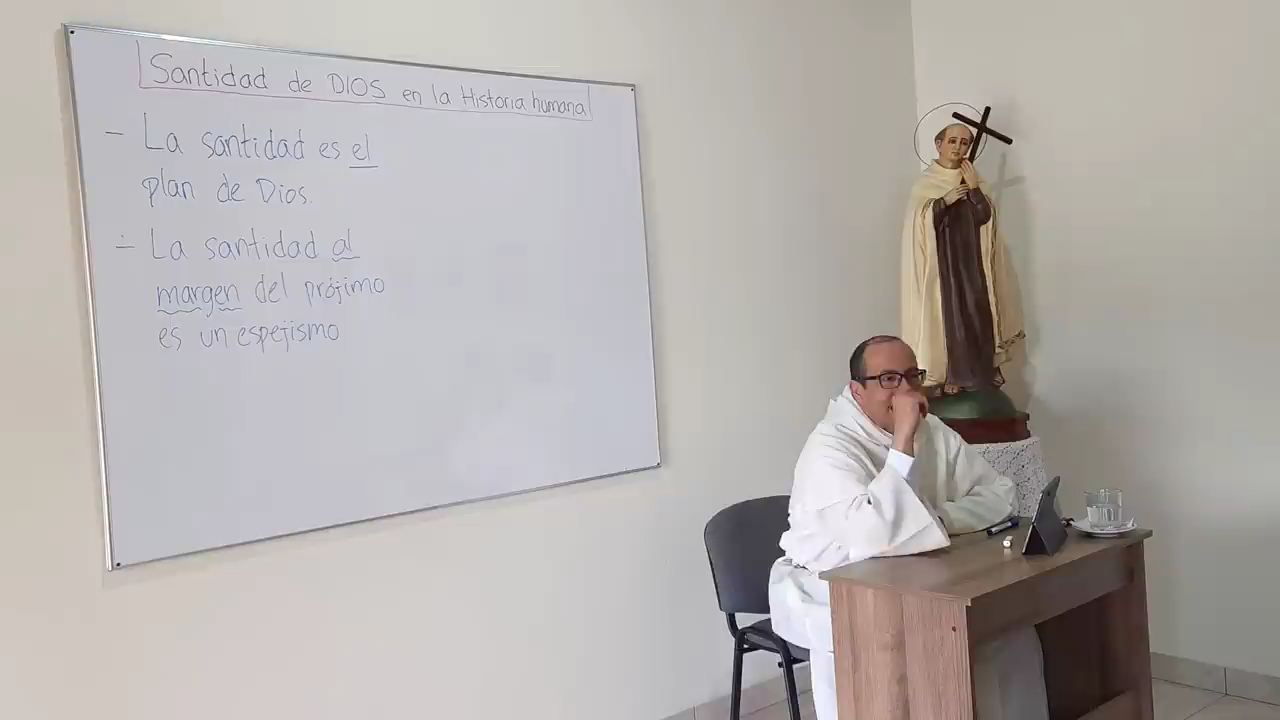 Santidad de DIOS en la Historia humana
- La santidad es el
plan de Dios.
- La santidad al
margen del prójimo
es un espejismo